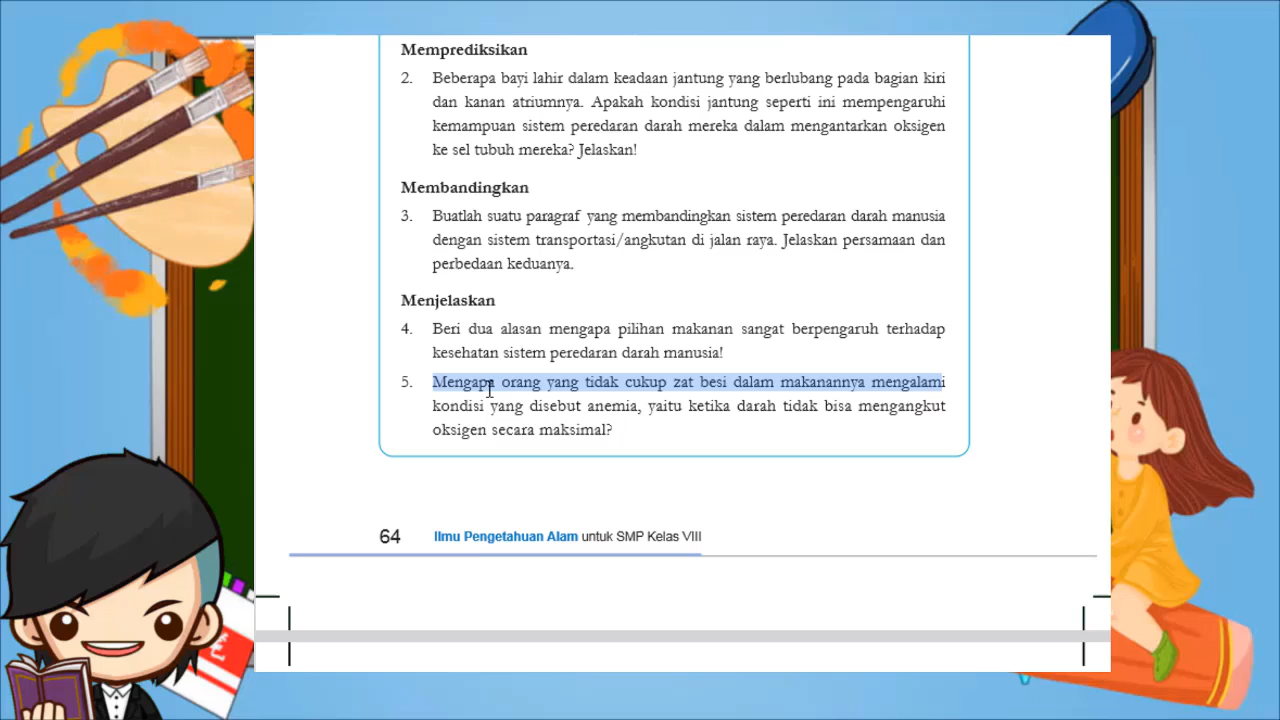 Memprediksikan
2. Beberapa bayi lahir dalam keadaan jantung yang berlubang pada bagian kiri
dan kanan atriumnya. Apakah kondisi jantung seperti ini mempengaruhi
kemampuan sistem peredaran darah mereka dalam mengantarkan oksigen
ke sel tubuh mereka? Jelaskan!
Membandingkan
3. Buatlah suatu paragraf yang membandingkan sistem peredaran darah manusia
dengan sistem transportasi/angkutan di jalan raya. Jelaskan persamaan dan
perbedaan keduanya.
Menjelaskan
4. Beri dua alasan mengapa pilihan makanan sangat berpengaruh terhadap
kesehatan sistem peredaran darah manusia!
5. Mengapa orang yang tidak cukup zat besi dalam makanannya mengalami
kondisi yang disebut anemia, yaitu ketika darah tidak bisa mengangkut
oksigen secara maksimal?
64 Ilmu Pengetahuan Alam untuk SMP Kelas VIII